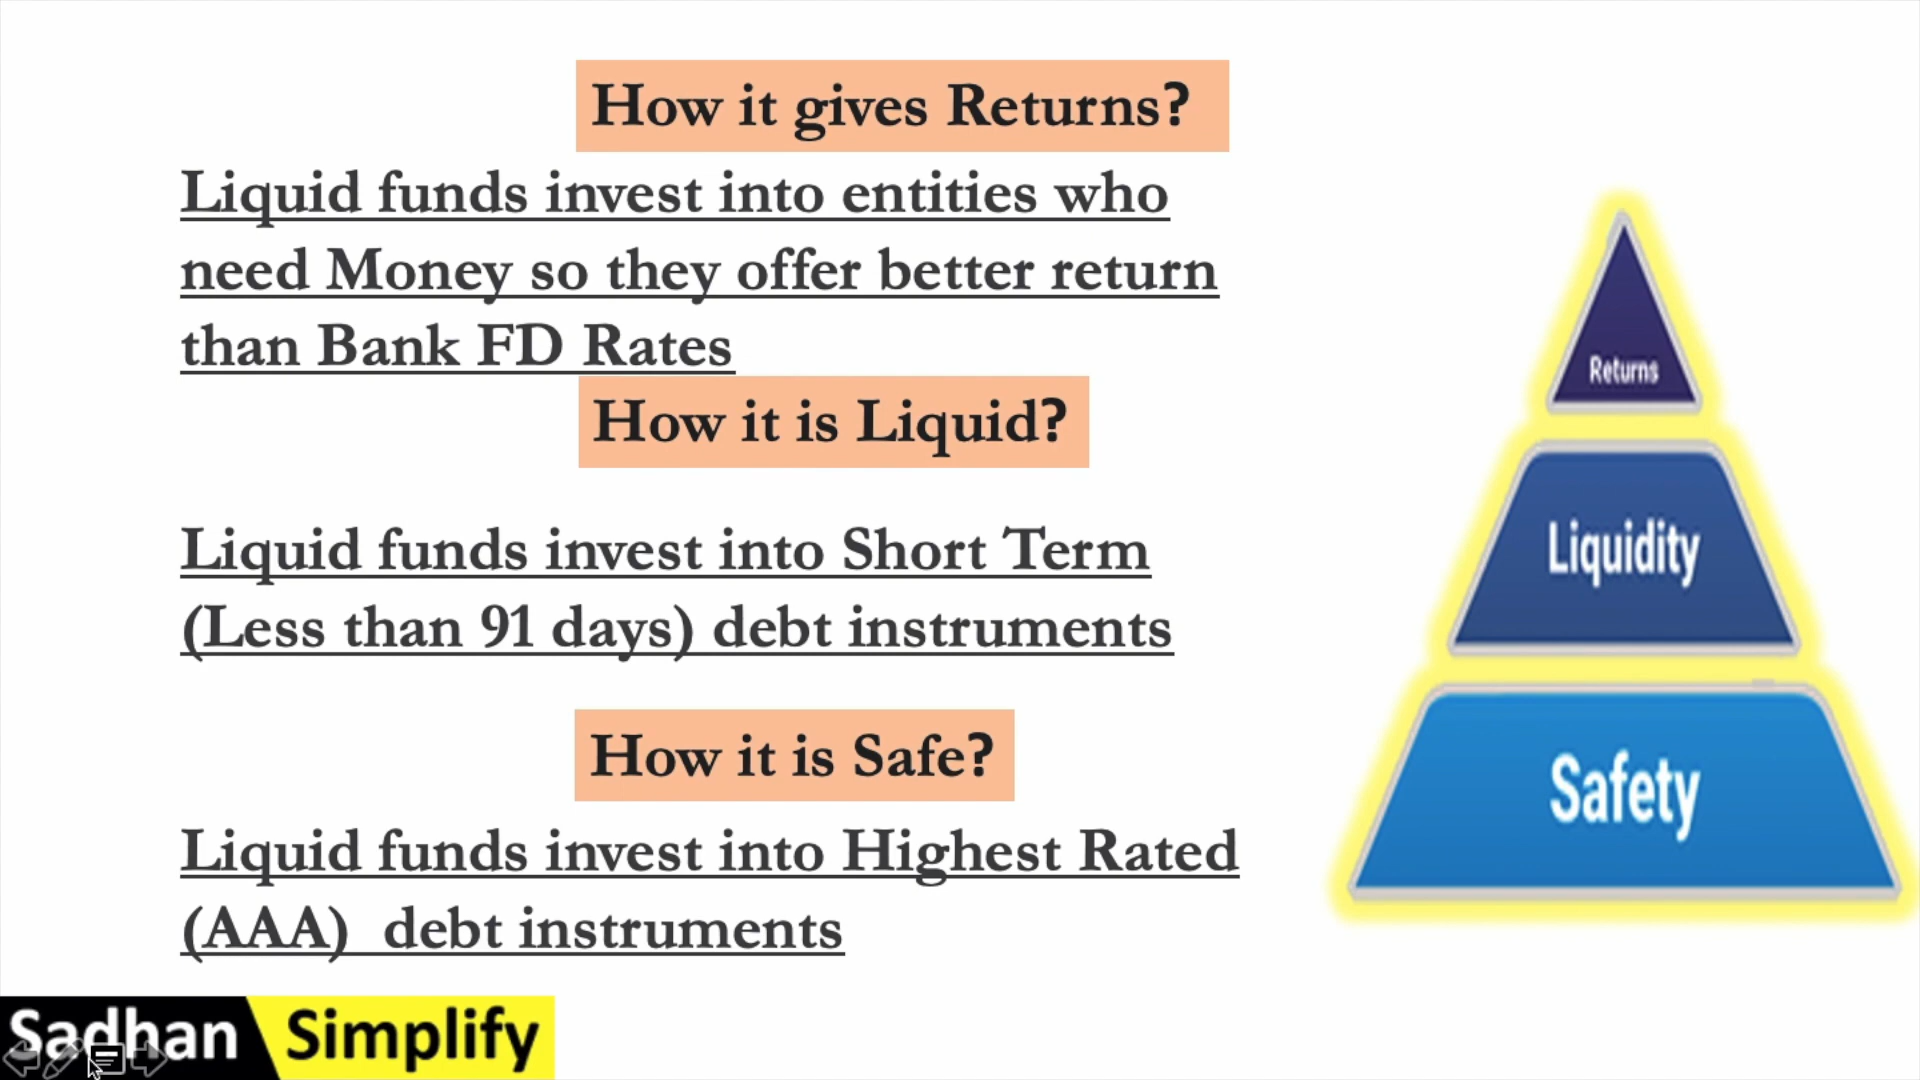 How it gives Returns?
Liquid funds invest into entities who
need Money so they offer better return
than Bank FD Rates
How it is Liquid?
Liquid funds invest into Short Term
(Less than 91 days) debt instruments
How it is Safe?
Liquid funds invest into Highest Rated
(AAA)  debt instruments
Returns
Liquidity
Safety
Sadhan Simplify